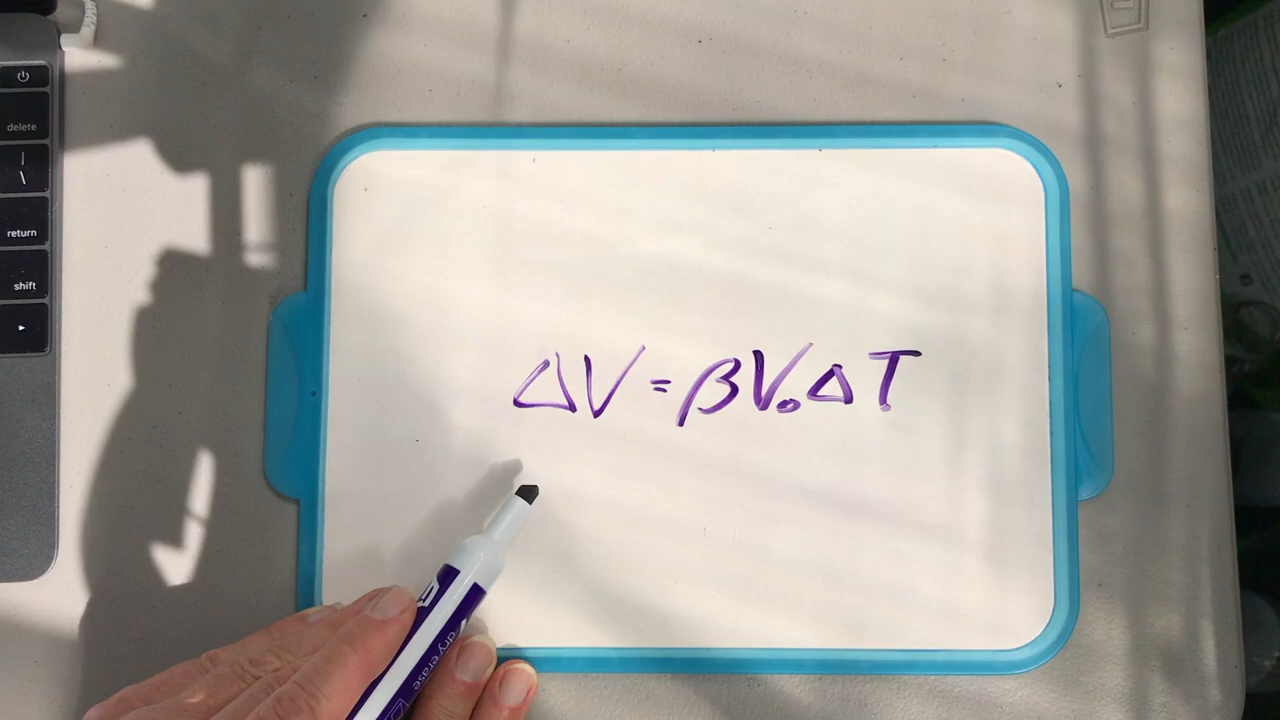 delete
|
\
return
shift
ΔV = βV₀ΔT
dry erase